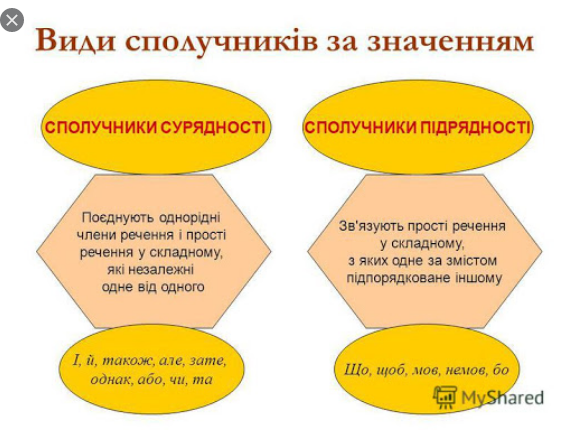 Види сполучників за значенням
СПОЛУЧНИКИ СУРЯДНОСТІ
СПОЛУЧНИКИ ПІДРЯДНОСТІ
Поєднують однорідні
члени речення і прості
речення у складному,
які незалежні
одне від одного
Зв'язують прості речення
у складному,
з яких одне за змістом
підпорядковане іншому
І, й, також, але, зате,
однак, або, чи, та
Що, щоб, мов, немов, бо
MyShared